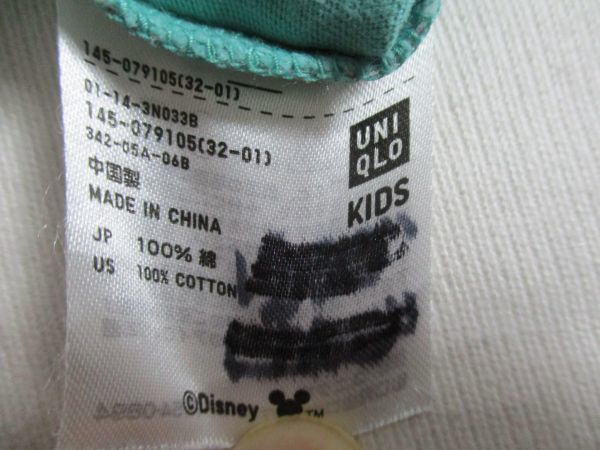 145-079105(32-01)
01-14-3N033B
145-079105(32-01)
342-05A-06B
中国製
MADE IN CHINA
JP 100% 綿
US 100% COTTON
UNI
QLO
KIDS
©Disney TM